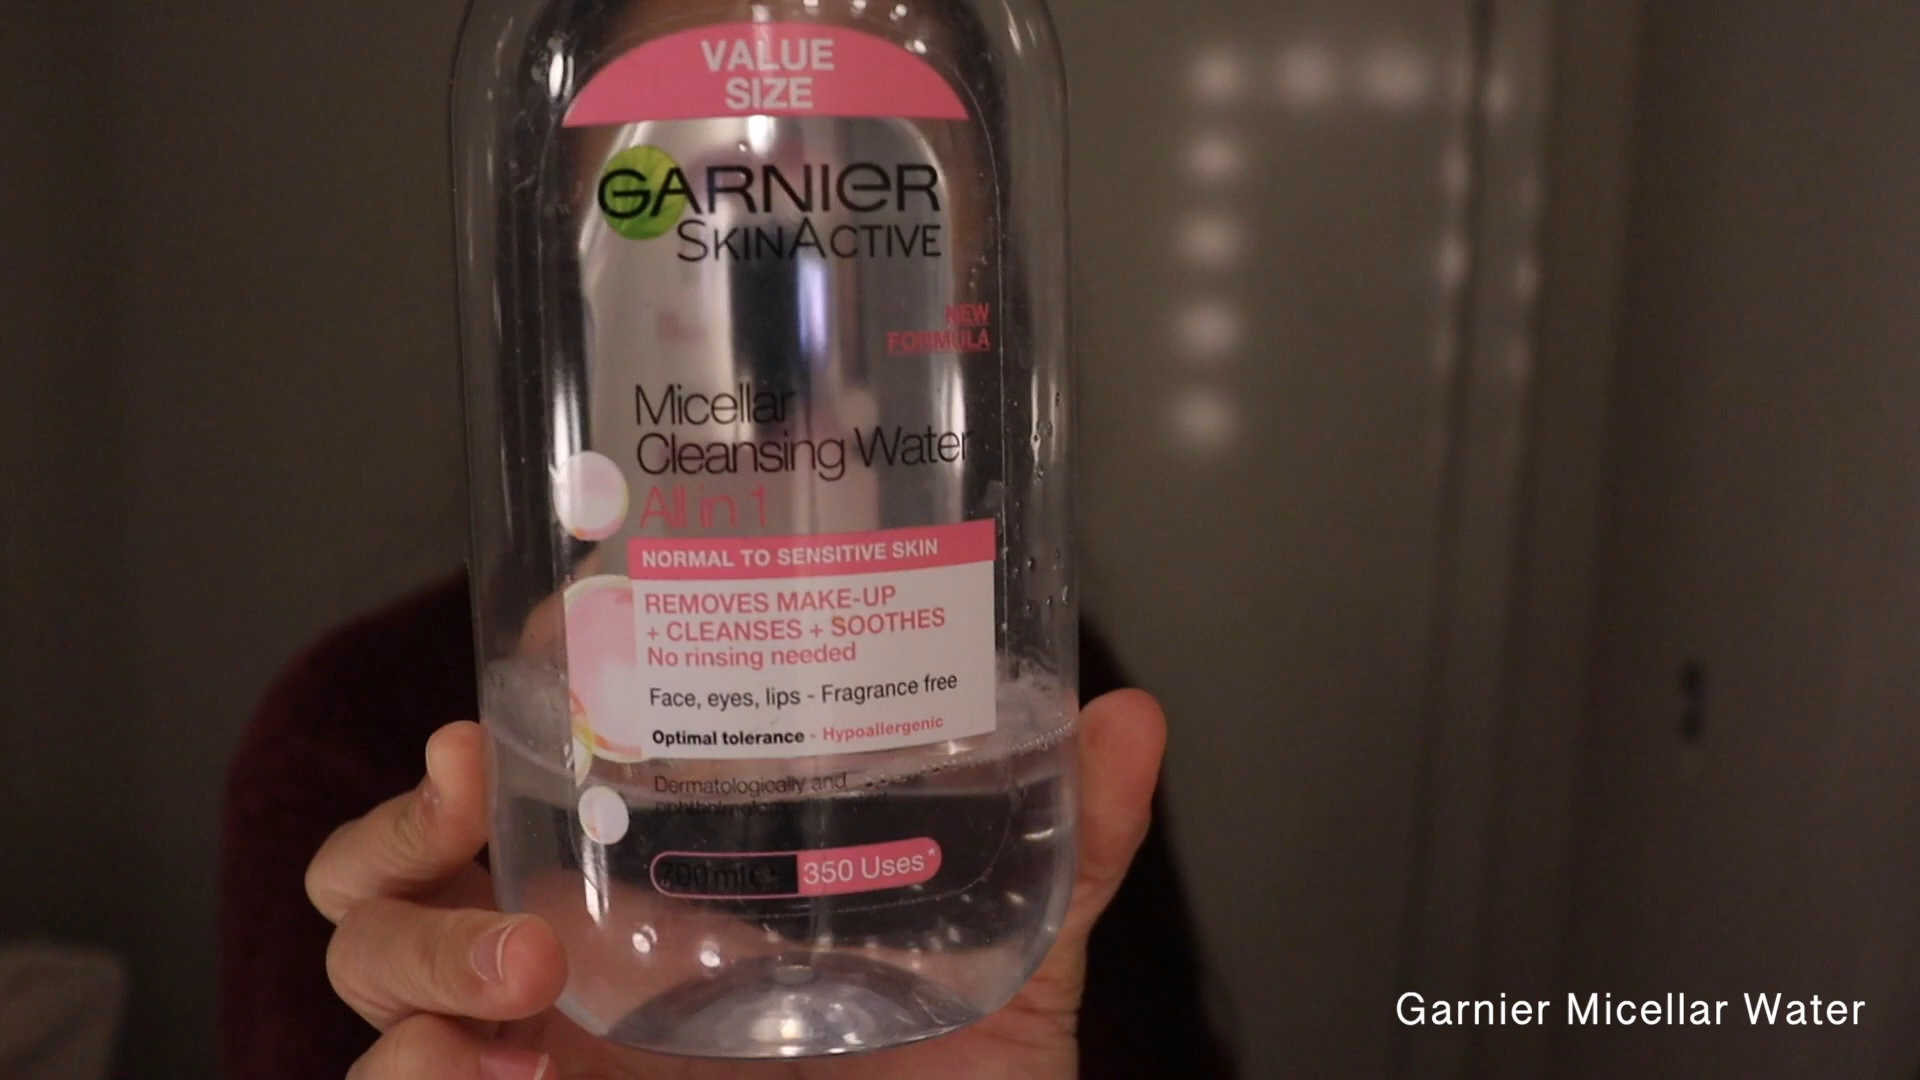 VALUE
SIZE
GARNIER
SKINACTIVE
NEW
FORMULA
Micellar
Cleansing Water
All in 1
NORMAL TO SENSITIVE SKIN
REMOVES MAKE-UP
+ CLEANSES + SOOTHES
No rinsing needed
Face, eyes, lips - Fragrance free
Optimal tolerance - Hypoallergenic
Dermatologically and
700 ml 350 Uses*
Garnier Micellar Water